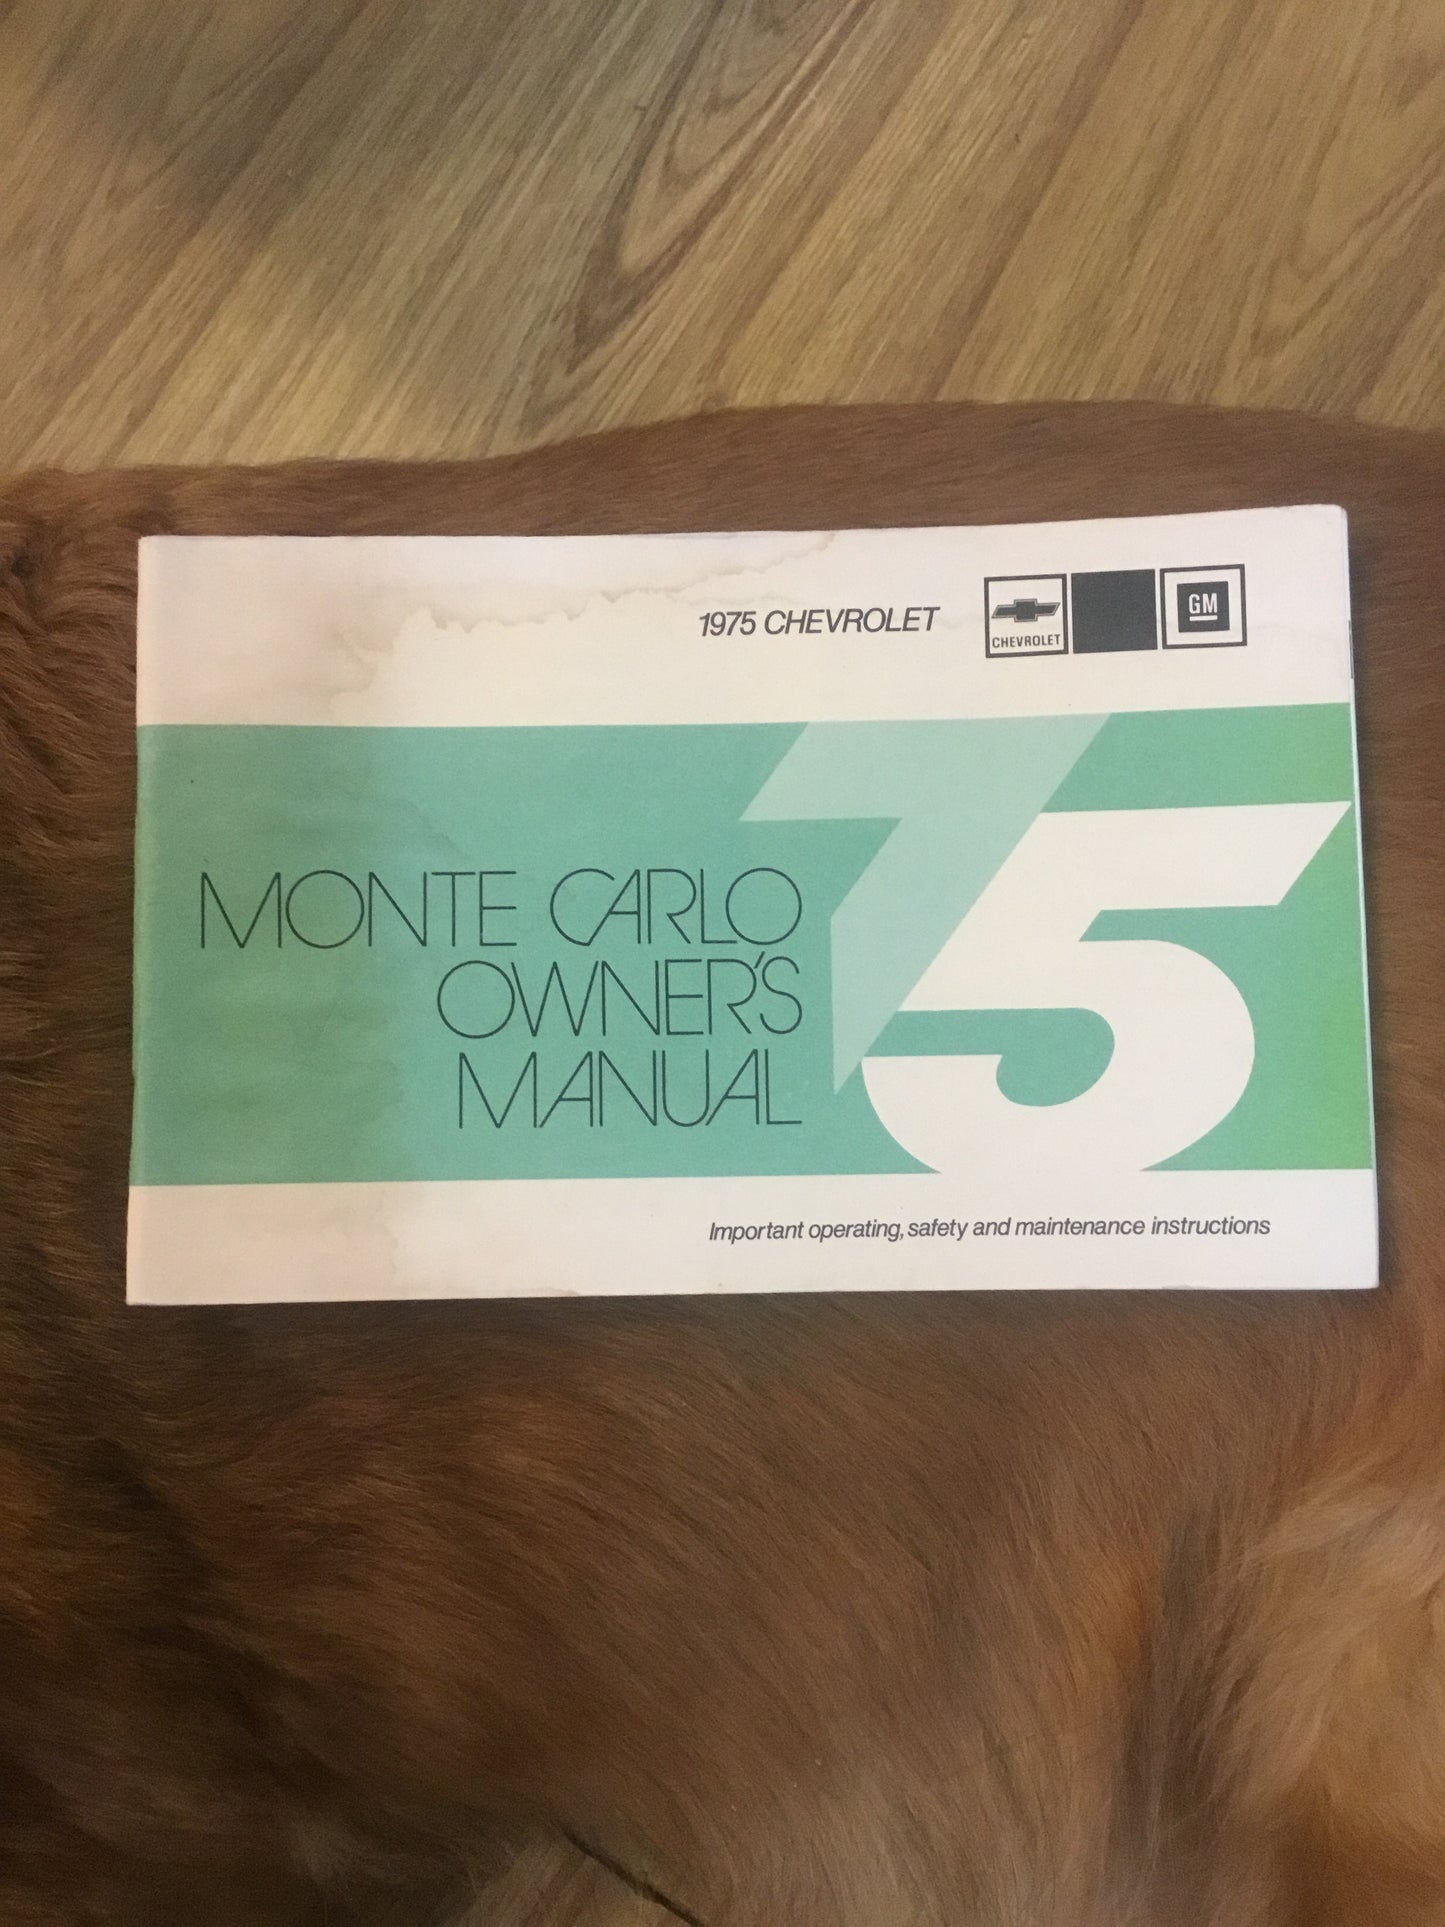 1975 CHEVROLET
CHEVROLET
GM
75
MONTE CARLO
OWNER'S
MANUAL
Important operating, safety and maintenance instructions